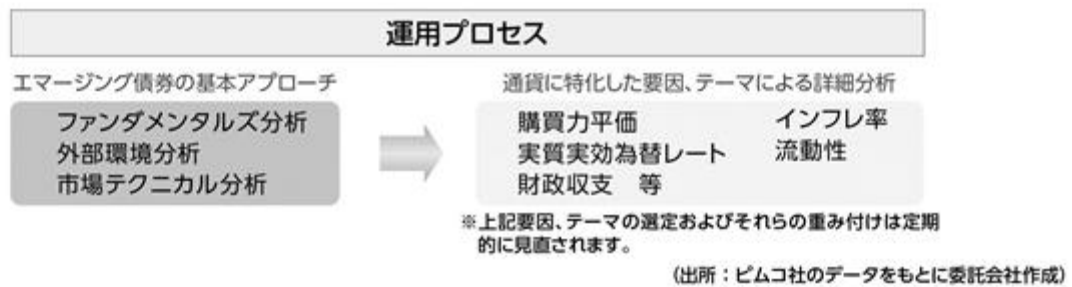 運用プロセス
エマージング債券の基本アプローチ
ファンダメンタルズ分析
外部環境分析
市場テクニカル分析
通貨に特化した要因、テーマによる詳細分析
購買力平価 インフレ率
実質実効為替レート 流動性
財政収支 等
※上記要因、テーマの選定およびそれらの重み付けは定期
的に見直されます。
(出所：ピムコ社のデータをもとに委託会社作成)